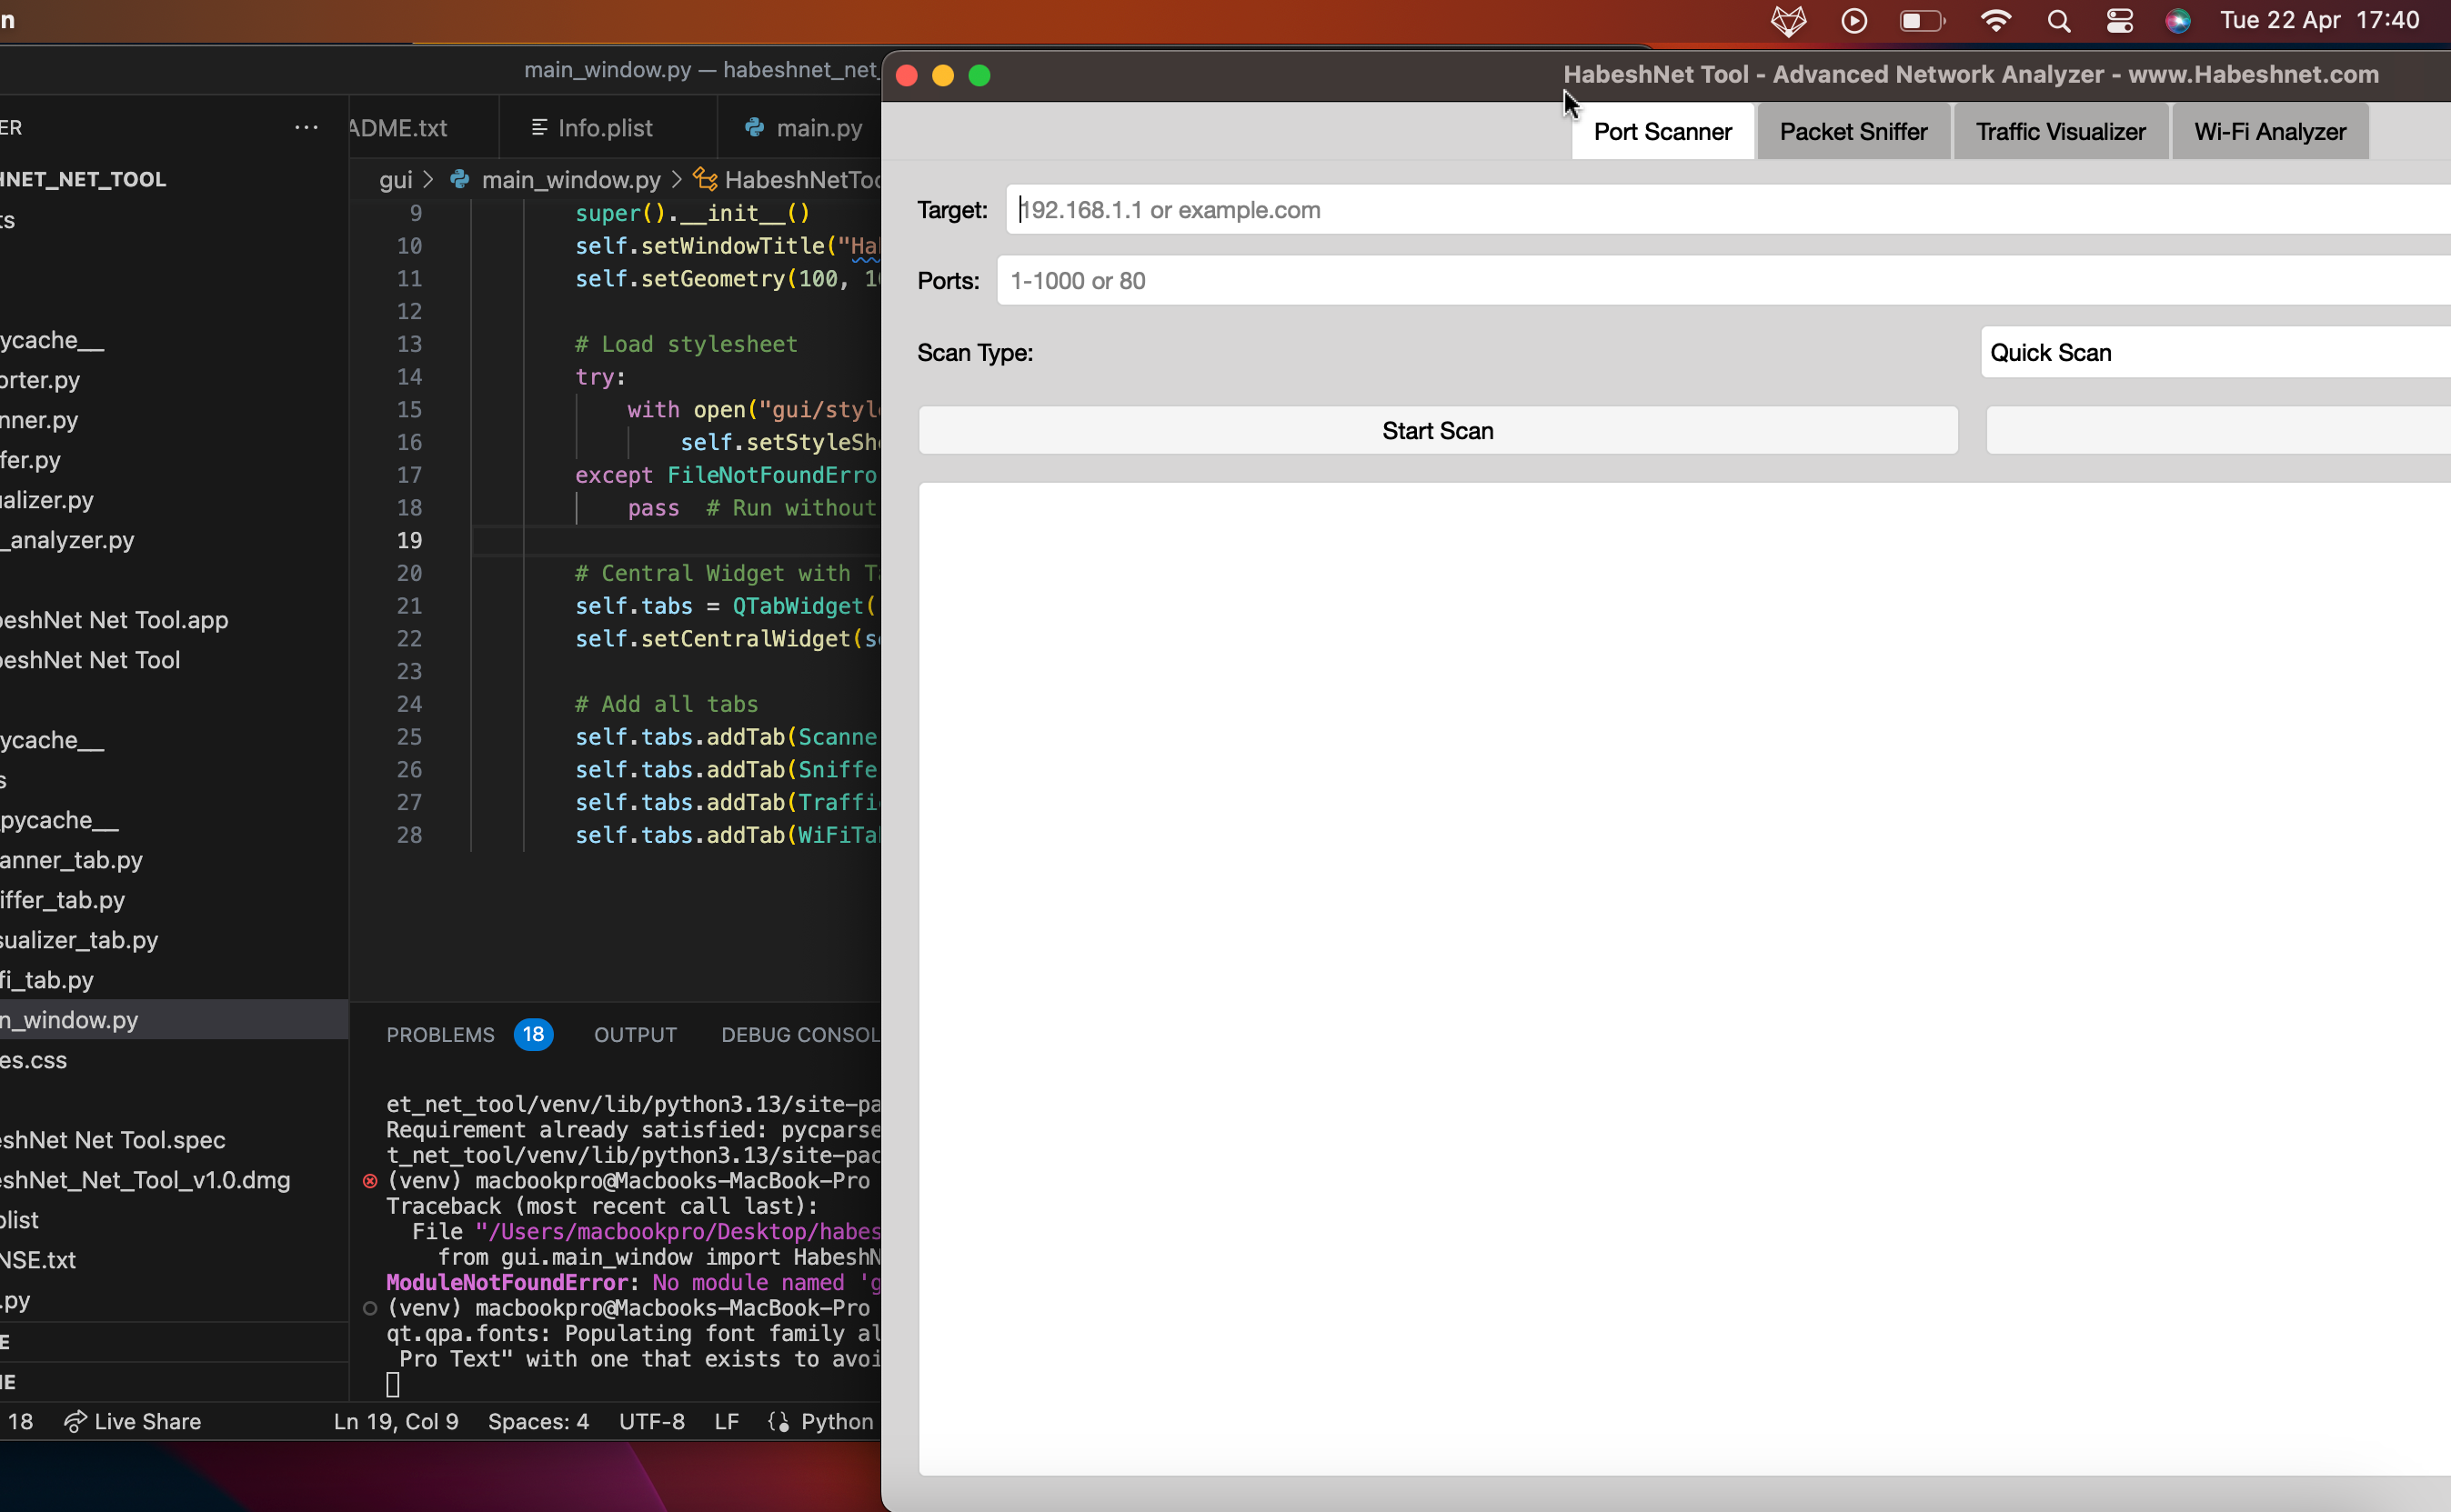 n
Tue 22 Apr 17:40
main_window.py — habeshnet_net_
ER
ADME.txt
Info.plist
main.py
HNET_NET_TOOL
ts
ycache__
orter.py
nner.py
fer.py
alizer.py
_analyzer.py
beshNet Net Tool.app
beshNet Net Tool
ycache__
s
pycache__
anner_tab.py
iffer_tab.py
sualizer_tab.py
fi_tab.py
n_window.py
es.css
eshNet Net Tool.spec
eshNet_Net_Tool_v1.0.dmg
plist
NSE.txt
.py
E
NE
gui > main_window.py > HabeshNetToo
9 super().__init__()
10 self.setWindowTitle("Hab
11 self.setGeometry(100, 10
12
13 # Load stylesheet
14 try:
15 with open("gui/style
16 self.setStyleShe
17 except FileNotFoundErro
18 pass # Run without
19
20 # Central Widget with Ta
21 self.tabs = QTabWidget(
22 self.setCentralWidget(se
23
24 # Add all tabs
25 self.tabs.addTab(Scanne
26 self.tabs.addTab(Sniffe
27 self.tabs.addTab(Traffi
28 self.tabs.addTab(WiFiTab
PROBLEMS 18 OUTPUT DEBUG CONSOL
et_net_tool/venv/lib/python3.13/site-pa
Requirement already satisfied: pycparse
t_net_tool/venv/lib/python3.13/site-pac
(venv) macbookpro@Macbooks-MacBook-Pro
Traceback (most recent call last):
File "/Users/macbookpro/Desktop/habes
from gui.main_window import HabeshN
ModuleNotFoundError: No module named 'g
(venv) macbookpro@Macbooks-MacBook-Pro
qt.qpa.fonts: Populating font family al
Pro Text" with one that exists to avoi
18 Live Share Ln 19, Col 9 Spaces: 4 UTF-8 LF Python
HabeshNet Tool - Advanced Network Analyzer - www.Habeshnet.com
Port Scanner Packet Sniffer Traffic Visualizer Wi-Fi Analyzer
Target: 192.168.1.1 or example.com
Ports: 1-1000 or 80
Scan Type: Quick Scan
Start Scan